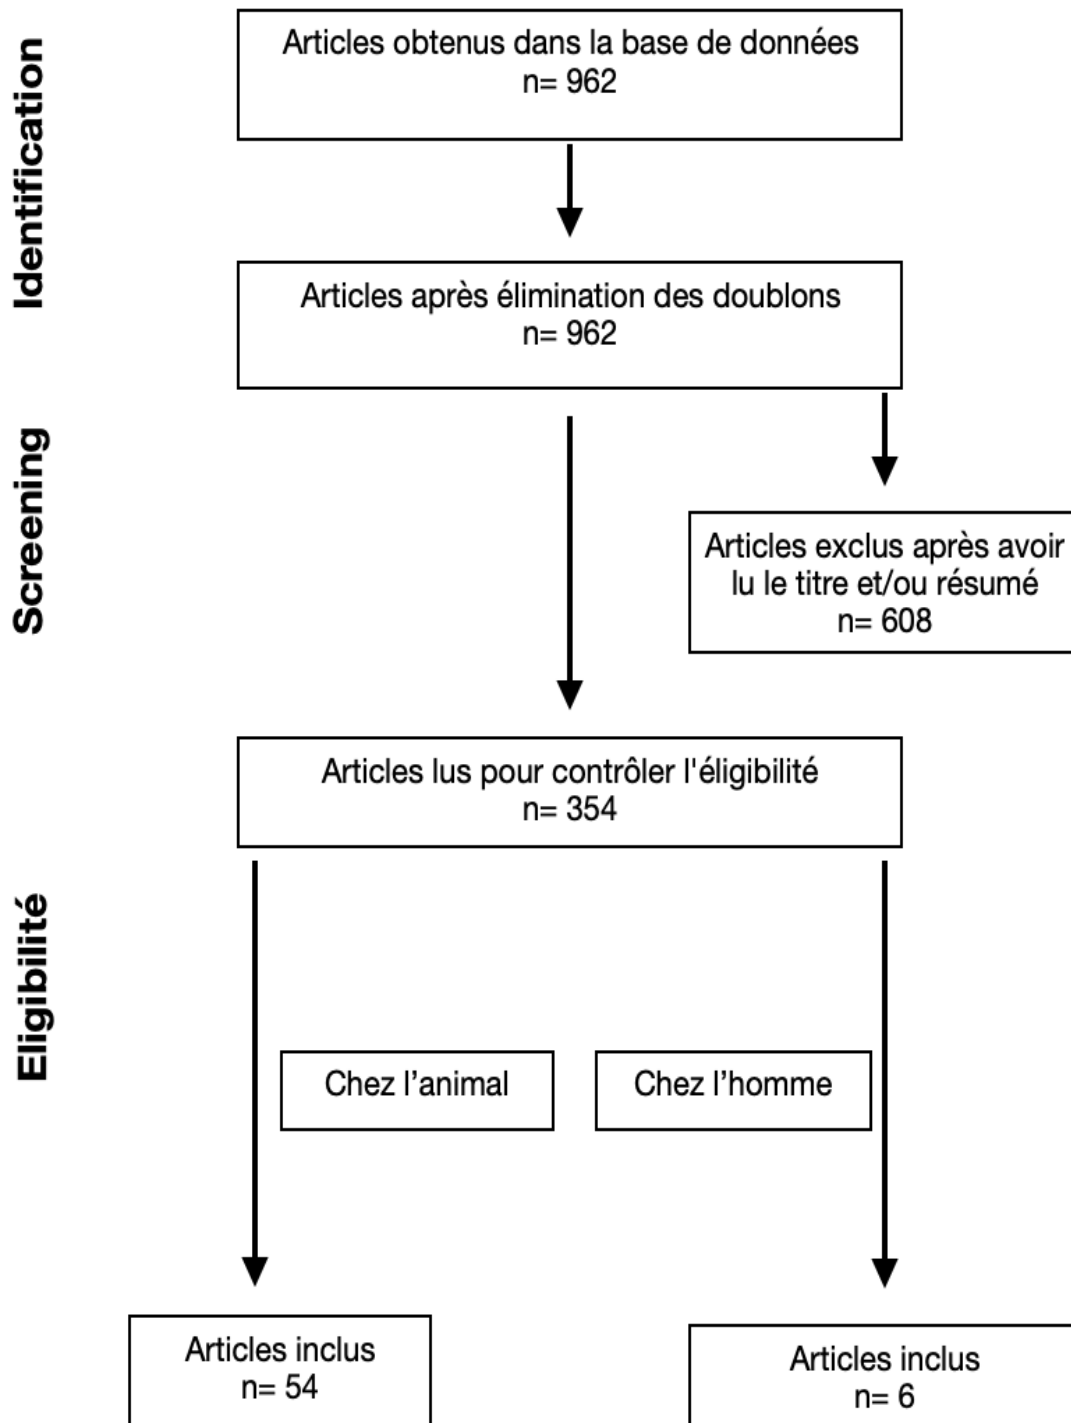 Identification
Articles obtenus dans la base de données
n= 962
Articles après élimination des doublons
n= 962
Screening
Articles exclus après avoir
lu le titre et/ou résumé
n= 608
Articles lus pour contrôler l'éligibilité
n= 354
Eligibilité
Chez l’animal
Chez l’homme
Articles inclus
n= 54
Articles inclus
n= 6